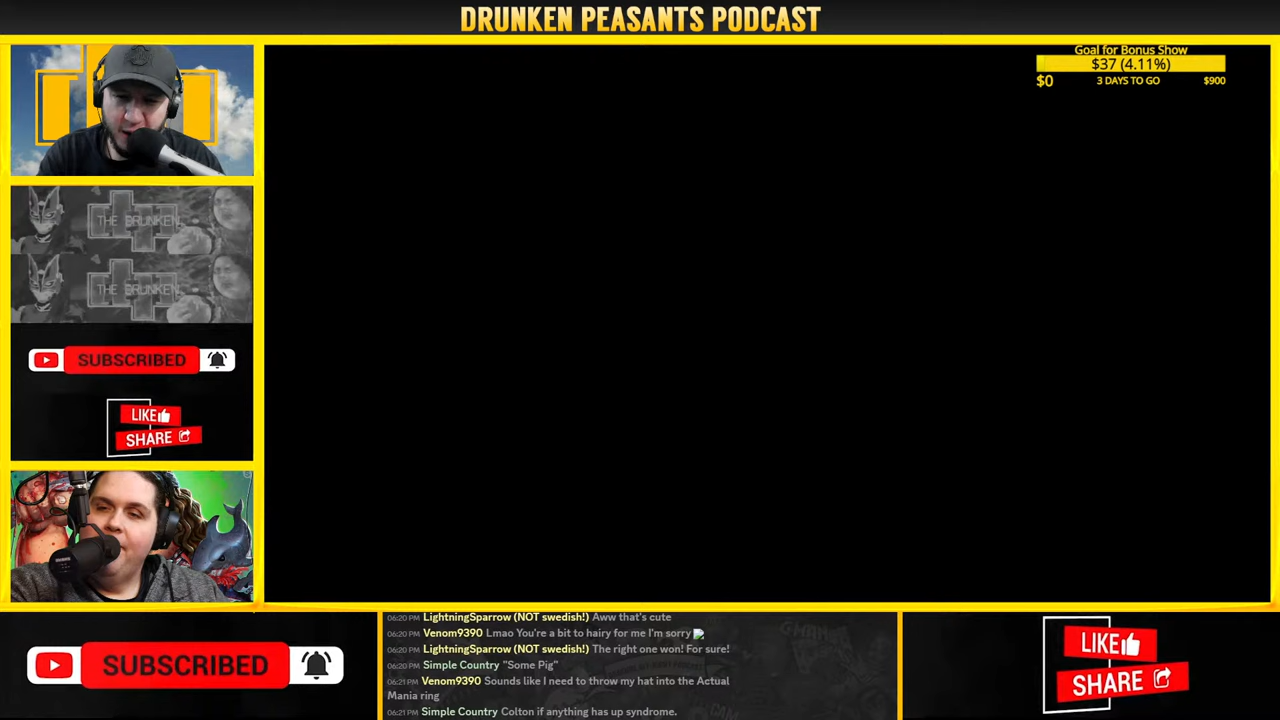 DRUNKEN PEASANTS PODCAST
Goal for Bonus Show
$37 (4.11%)
$0 3 DAYS TO GO $900
THE DRUNKEN
THE DRUNKEN
SUBSCRIBED
LIKE
SHARE
06:20 PM LightningSparrow (NOT swedish!) Aww that's cute
06:20 PM Venom9390 Lmao You're a bit to hairy for me I'm sorry
06:20 PM LightningSparrow (NOT swedish!) The right one won! For sure!
06:20 PM Simple Country "Some Pig"
06:21 PM Venom9390 Sounds like I need to throw my hat into the Actual
Mania ring
06:21 PM Simple Country Colton if anything has up syndrome.
SUBSCRIBED
LIKE
SHARE